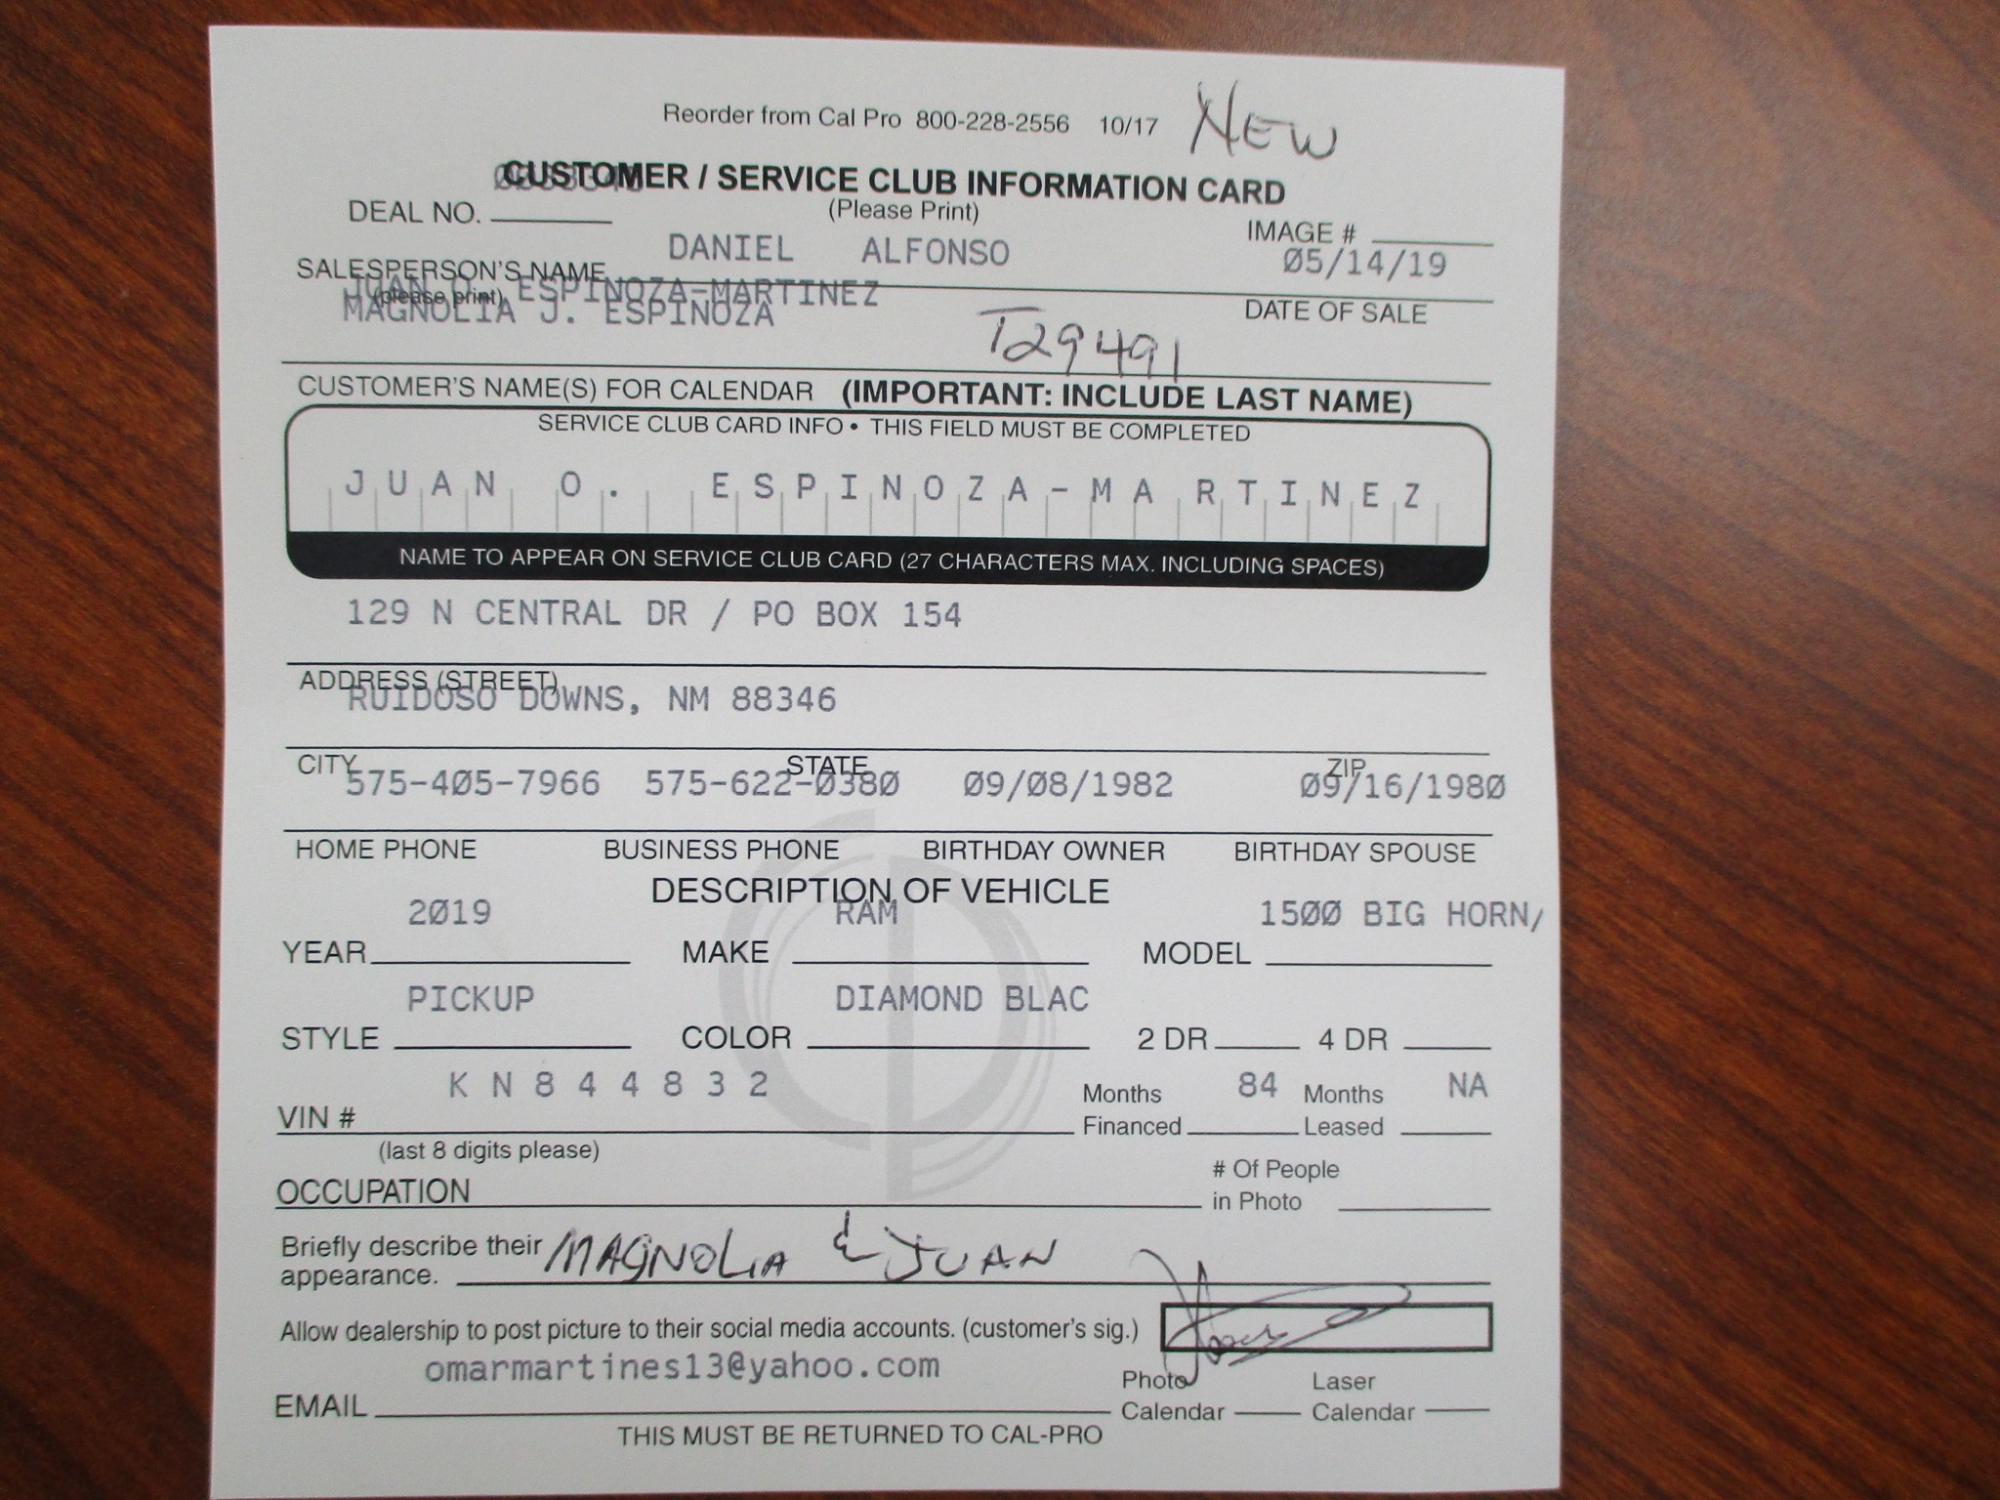 Reorder from Cal Pro 800-228-2556 10/17 NEW
CUSTOMER / SERVICE CLUB INFORMATION CARD
DEAL NO. (Please Print)
IMAGE #
DANIEL ALFONSO 05/14/19
SALESPERSON'S NAME
(please print)
JUAN O. ESPINOZA-MARTINEZ
MAGNOLIA J. ESPINOZA
DATE OF SALE
T29491
CUSTOMER'S NAME(S) FOR CALENDAR (IMPORTANT: INCLUDE LAST NAME)
SERVICE CLUB CARD INFO • THIS FIELD MUST BE COMPLETED
JUAN O. ESPINOZA-MARTINEZ
NAME TO APPEAR ON SERVICE CLUB CARD (27 CHARACTERS MAX. INCLUDING SPACES)
129 N CENTRAL DR / PO BOX 154
ADDRESS (STREET)
RUIDOSO DOWNS, NM 88346
CITY STATE ZIP
575-405-7966 575-622-0380 09/08/1982 09/16/1980
HOME PHONE BUSINESS PHONE BIRTHDAY OWNER BIRTHDAY SPOUSE
DESCRIPTION OF VEHICLE
2019 RAM 1500 BIG HORN/
YEAR MAKE MODEL
PICKUP DIAMOND BLAC
STYLE COLOR 2 DR 4 DR
KN844832 84 NA
VIN # Months Financed Months Leased
(last 8 digits please)
OCCUPATION # Of People in Photo
Briefly describe their appearance. MAGNOLIA & JUAN
Allow dealership to post picture to their social media accounts. (customer's sig.)
omarmartines13@yahoo.com
EMAIL Photo Calendar Laser Calendar
THIS MUST BE RETURNED TO CAL-PRO